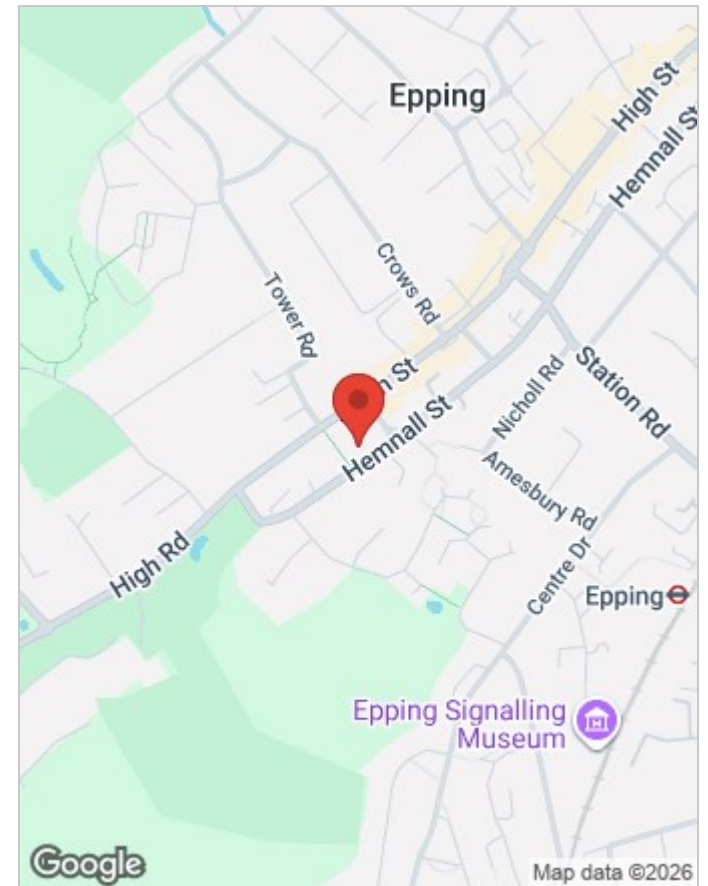 Epping
High St
Hemnall St
Crows Rd
Tower Rd
St
Hemnall St
Nicholl Rd
Station Rd
Amesbury Rd
High Rd
Centre Dr
Epping
Epping Signalling
Museum
Google
Map data ©2026